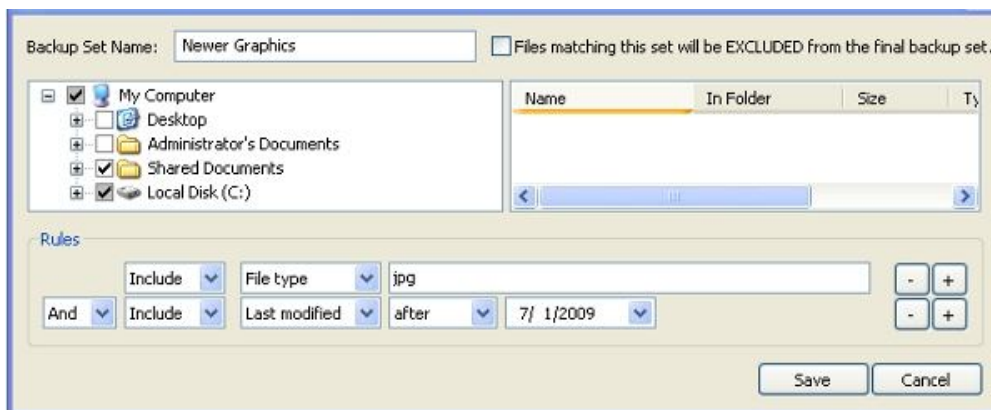 Backup Set Name: Newer Graphics Files matching this set will be EXCLUDED from the final backup set.
My Computer
Desktop
Administrator's Documents
Shared Documents
Local Disk (C:)
Name In Folder Size Ty
Rules
Include File type jpg - +
And Include Last modified after 7/ 1/2009 - +
Save Cancel